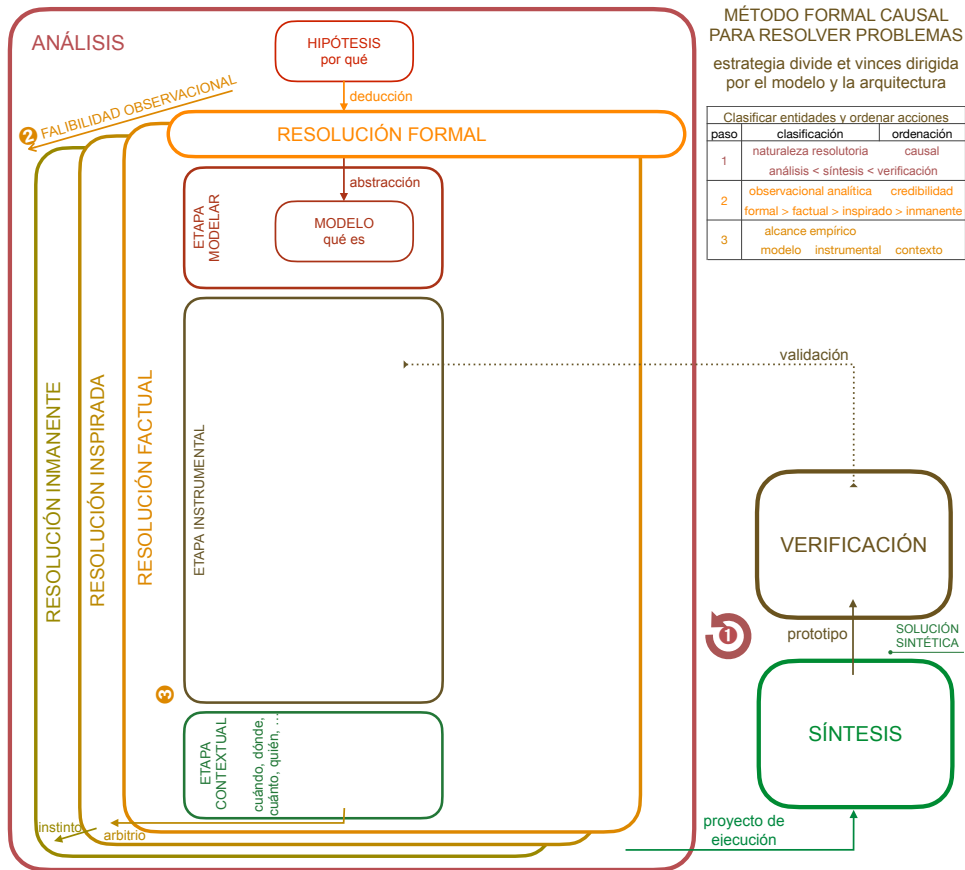 MÉTODO FORMAL CAUSAL
PARA RESOLVER PROBLEMAS
estrategia divide et vinces dirigida
por el modelo y la arquitectura
Clasificar entidades y ordenar acciones
paso clasificación ordenación
1 naturaleza resolutoria causal
análisis < síntesis < verificación
2 observacional analítica credibilidad
formal > factual > inspirado > inmanente
3 alcance empírico
modelo instrumental contexto
ANÁLISIS
HIPÓTESIS
por qué
deducción
2 FALIBILIDAD OBSERVACIONAL
RESOLUCIÓN FORMAL
abstracción
ETAPA
MODELAR
MODELO
qué es
RESOLUCIÓN INMANENTE
RESOLUCIÓN INSPIRADA
RESOLUCIÓN FACTUAL
ETAPA INSTRUMENTAL
validación
VERIFICACIÓN
1
prototipo
SOLUCIÓN
SINTÉTICA
3
SÍNTESIS
ETAPA
CONTEXTUAL
cuándo, dónde,
cuánto, quién, …
instinto
arbitrio
proyecto de
ejecución